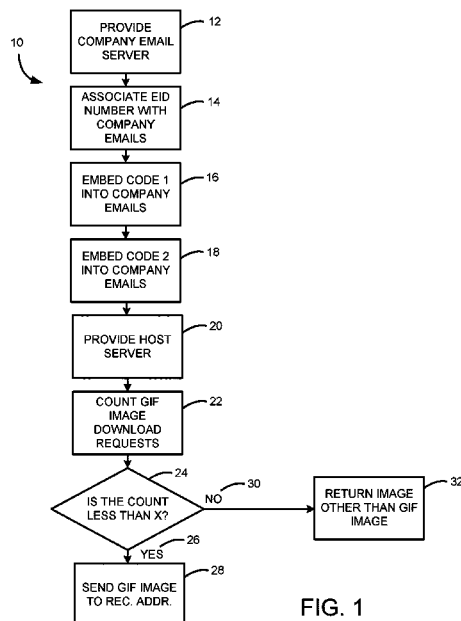 10
PROVIDE
COMPANY EMAIL
SERVER
12
ASSOCIATE EID
NUMBER WITH
COMPANY
EMAILS
14
EMBED CODE 1
INTO COMPANY
EMAILS
16
EMBED CODE 2
INTO COMPANY
EMAILS
18
PROVIDE HOST
SERVER
20
COUNT GIF
IMAGE
DOWNLOAD
REQUESTS
22
IS THE COUNT
LESS THAN X?
24
NO
30
RETURN IMAGE
OTHER THAN GIF
IMAGE
32
YES
26
SEND GIF IMAGE
TO REC. ADDR.
28
FIG. 1